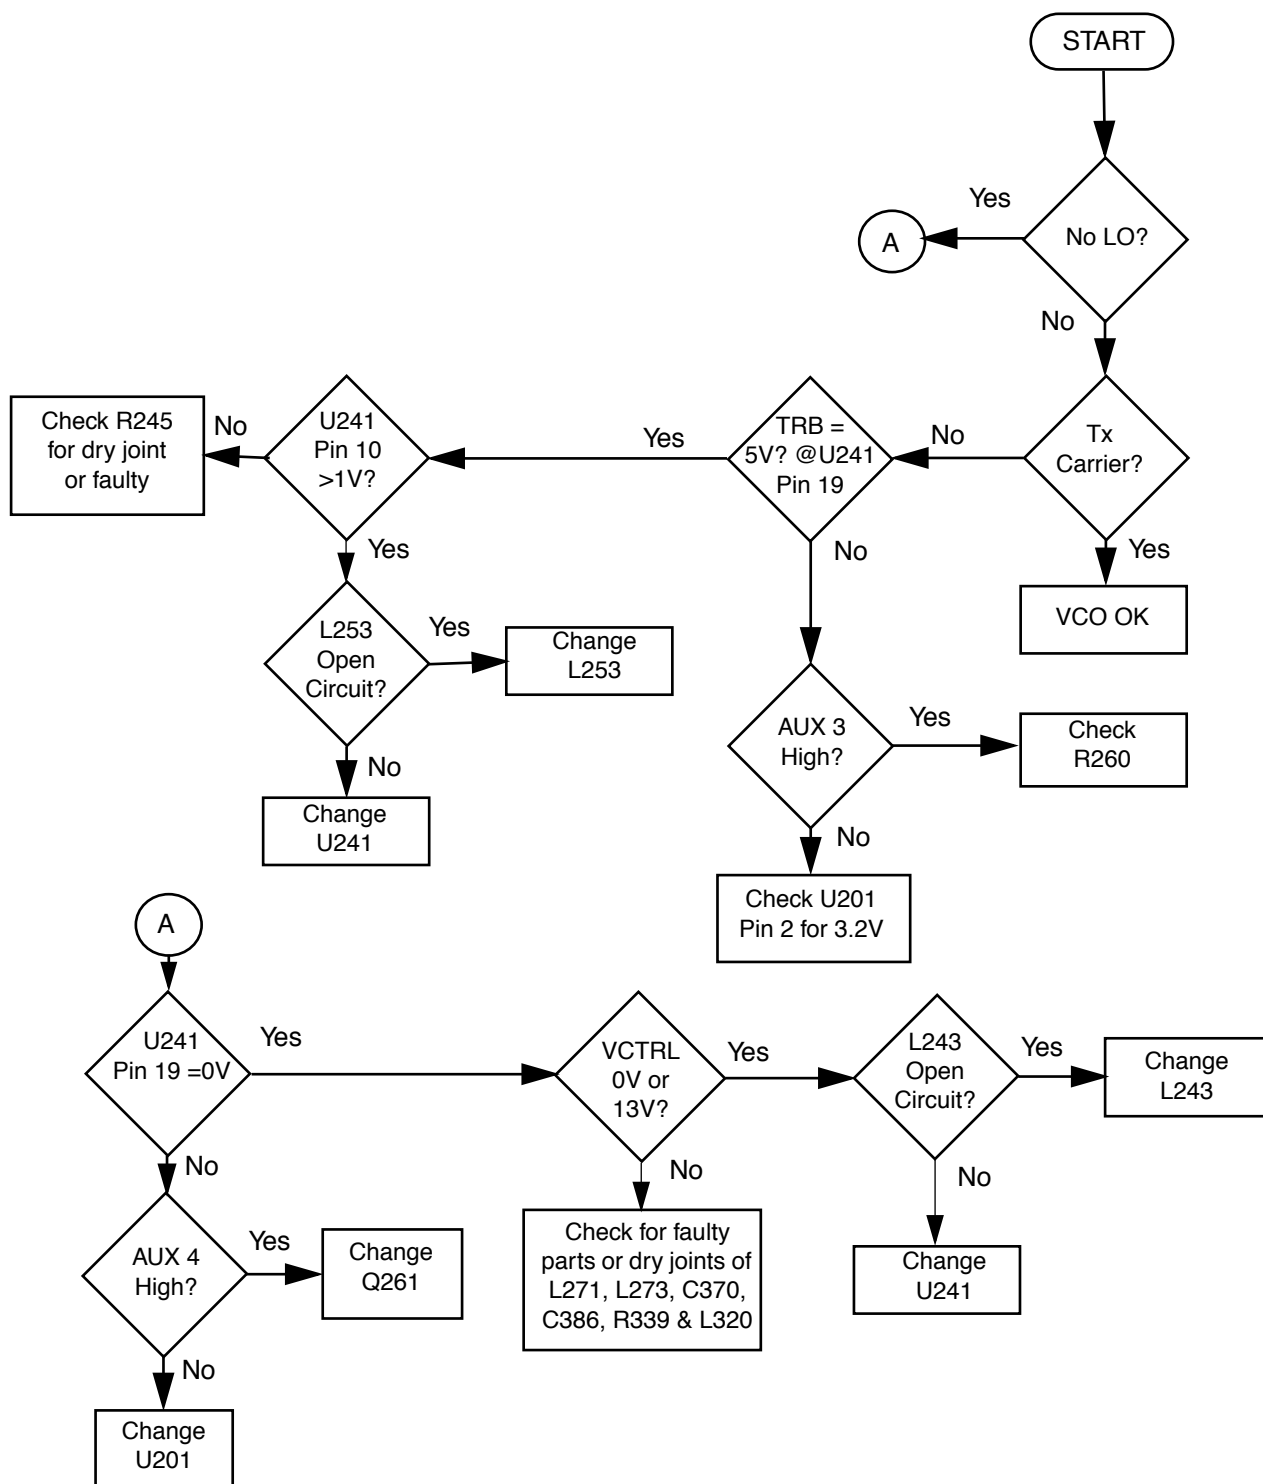 START
Yes
A
No LO?
No
Check R245
for dry joint
or faulty
No
U241
Pin 10
>1V?
Yes
TRB =
5V? @U241
Pin 19
No
Tx
Carrier?
Yes
No
Yes
VCO OK
L253
Open
Circuit?
Yes
Change
L253
AUX 3
High?
Yes
Check
R260
No
Change
U241
No
Check U201
Pin 2 for 3.2V
A
U241
Pin 19 =0V
Yes
VCTRL
0V or
13V?
Yes
L243
Open
Circuit?
Yes
Change
L243
No
No
No
AUX 4
High?
Yes
Change
Q261
Check for faulty
parts or dry joints of
L271, L273, C370,
C386, R339 & L320
Change
U241
No
Change
U201